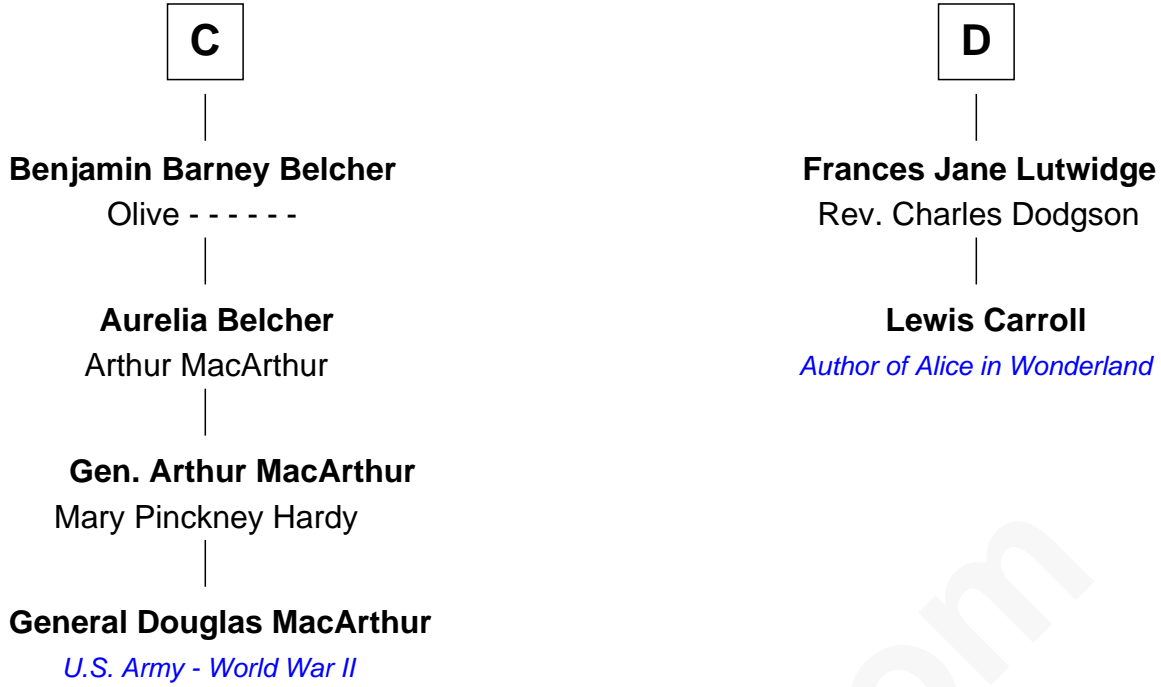 C
Benjamin Barney Belcher
Olive - - - - - -
Aurelia Belcher
Arthur MacArthur
Gen. Arthur MacArthur
Mary Pinckney Hardy
General Douglas MacArthur
U.S. Army - World War II
D
Frances Jane Lutwidge
Rev. Charles Dodgson
Lewis Carroll
Author of Alice in Wonderland
om